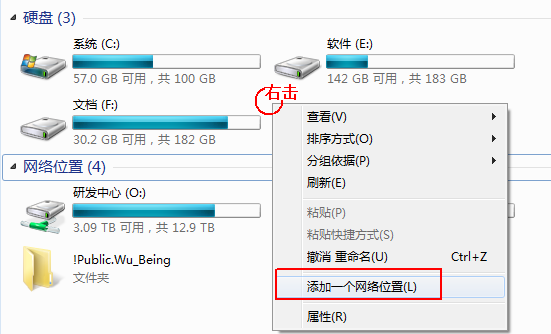 硬盘 (3)
系统 (C:)
57.0 GB 可用，共 100 GB
软件 (E:)
142 GB 可用，共 183 GB
文档 (F:)
30.2 GB 可用，共 182 GB
右击
网络位置 (4)
研发中心 (O:)
3.09 TB 可用，共 12.9 TB
!Public.Wu_Being
文件夹
查看(V)
排序方式(O)
分组依据(P)
刷新(E)
粘贴(P)
粘贴快捷方式(S)
撤消 重命名(U) Ctrl+Z
添加一个网络位置(L)
属性(R)